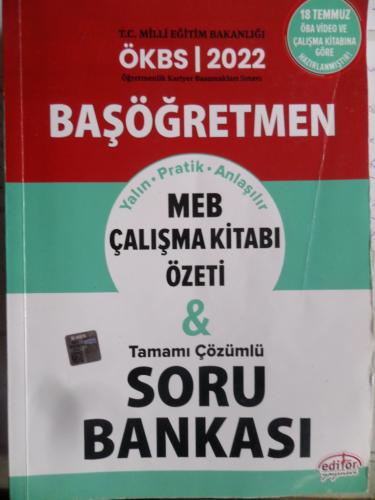 T.C. MİLLİ EĞİTİM BAKANLIĞI
ÖKBS | 2022
Öğretmenlik Kariyer Basamakları Sınavı
18 TEMMUZ
ÖBA VİDEO VE
ÇALIŞMA KİTABINA
GÖRE
HAZIRLANMIŞTIR
BAŞÖĞRETMEN
Yalın · Pratik · Anlaşılır
MEB
ÇALIŞMA KİTABI
ÖZETİ
&
Tamamı Çözümlü
SORU
BANKASI
editör
yayınevi